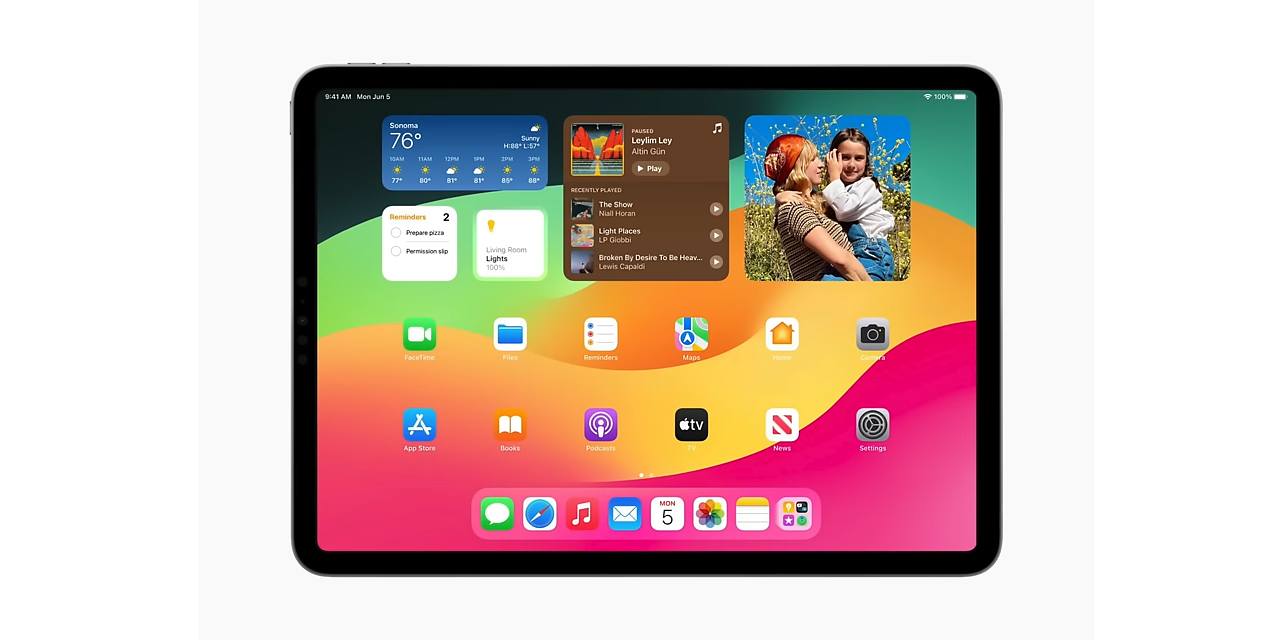 9:41 AM Mon Jun 5
100%
Sonoma
76°
Sunny
H:88° L:57°
10AM 11AM 12PM 1PM 2PM 3PM
77° 80° 81° 81° 85° 88°
Reminders 2
Prepare pizza
Permission slip
Living Room
Lights
100%
PAUSED
Leylim Ley
Altin Gün
Play
RECENTLY PLAYED
The Show
Niall Horan
Light Places
LP Giobbi
Broken By Desire To Be Heav...
Lewis Capaldi
FaceTime Files Reminders Maps Home Camera
tv
App Store Books Podcasts TV News Settings
MON
5